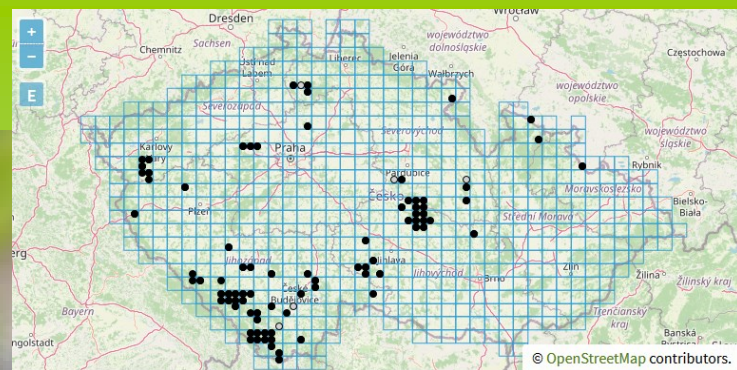 Dresden
Wrocław
+
−
E
Chemnitz
Sachsen
Ústí nad
Labem
Liberec
Jelenia
Góra
województwo
dolnośląskie
Wałbrzych
Częstochowa
województwo
opolskie
województwo
śląskie
Severozápad
Severovýchod
Karlovy
Praha
Pardubice
Rybnik
Moravskoslezsko
Bielsko-
Biała
Česko
Plzeň
Střední Morava
Jihozápad
Jihlava
Jihovýchod
Brno
Zlín
Žilina
Žilinský kraj
České
Budějovice
Bayern
Trenčiansky
kraj
Banská
Ingolstadt
© OpenStreetMap contributors.